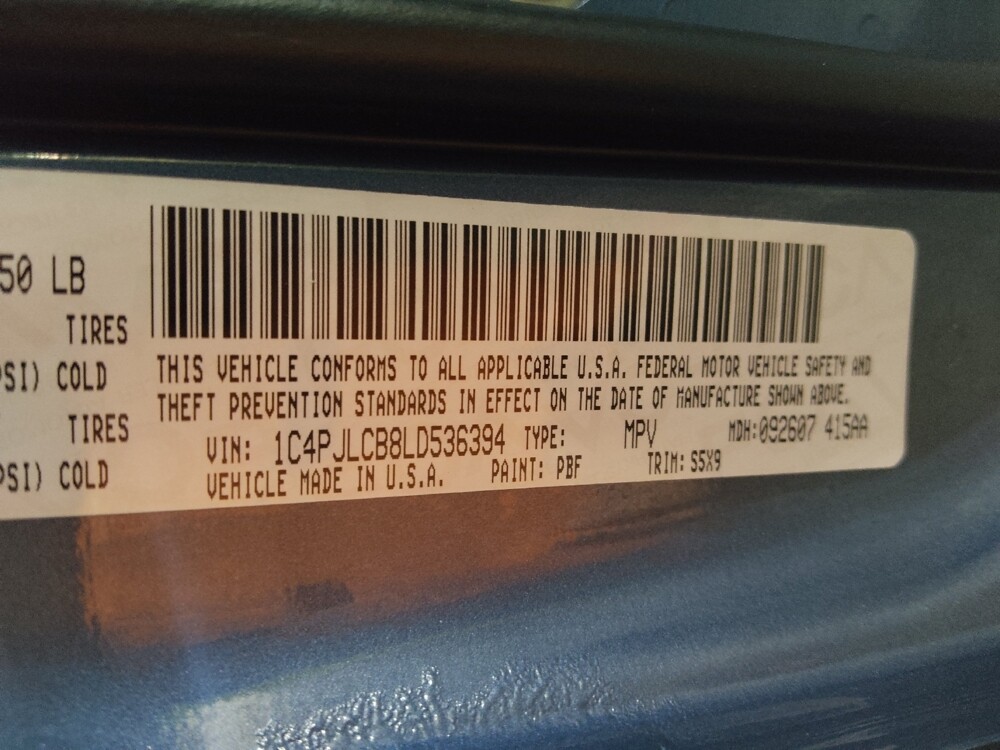 50 LB
TIRES
PSI) COLD
TIRES
PSI) COLD
THIS VEHICLE CONFORMS TO ALL APPLICABLE U.S.A. FEDERAL MOTOR VEHICLE SAFETY AND
THEFT PREVENTION STANDARDS IN EFFECT ON THE DATE OF MANUFACTURE SHOWN ABOVE.
VIN: 1C4PJLCB8LD536394 TYPE: MPV MDH:092607 415AA
VEHICLE MADE IN U.S.A. PAINT: PBF TRIM: S5X9